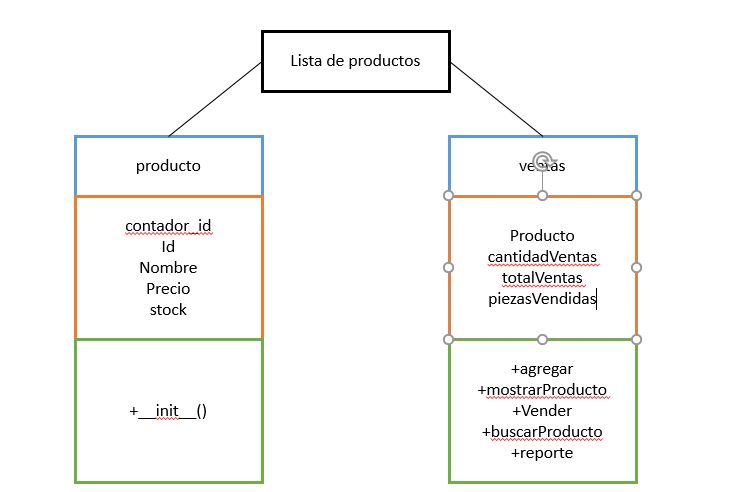 Lista de productos
producto
contador_id
Id
Nombre
Precio
stock
+__init__()
ventas
Producto
cantidadVentas
totalVentas
piezasVendidas
+agregar
+mostrarProducto
+Vender
+buscarProducto
+reporte